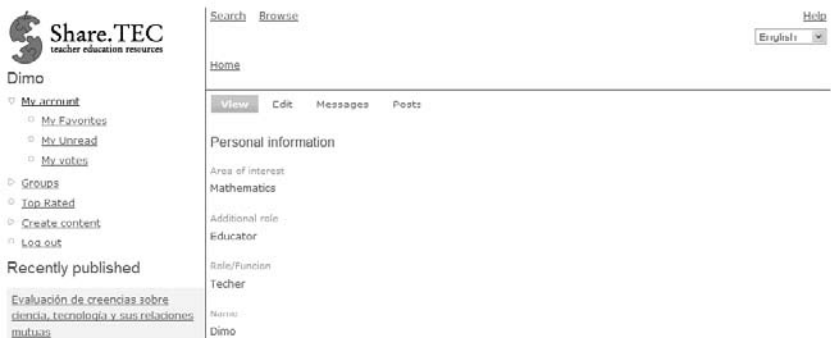 Share.TEC
teacher education resources
Dimo
My account
My Favorites
My Unread
My votes
Groups
Top Rated
Create content
Log out
Recently published
Evaluación de creencias sobre
ciencia, tecnología y sus relaciones
mutuas
Search Browse
Help
English
Home
View Edit Messages Posts
Personal information
Area of interest
Mathematics
Additional role
Educator
Role/Funcion
Techer
Name
Dimo